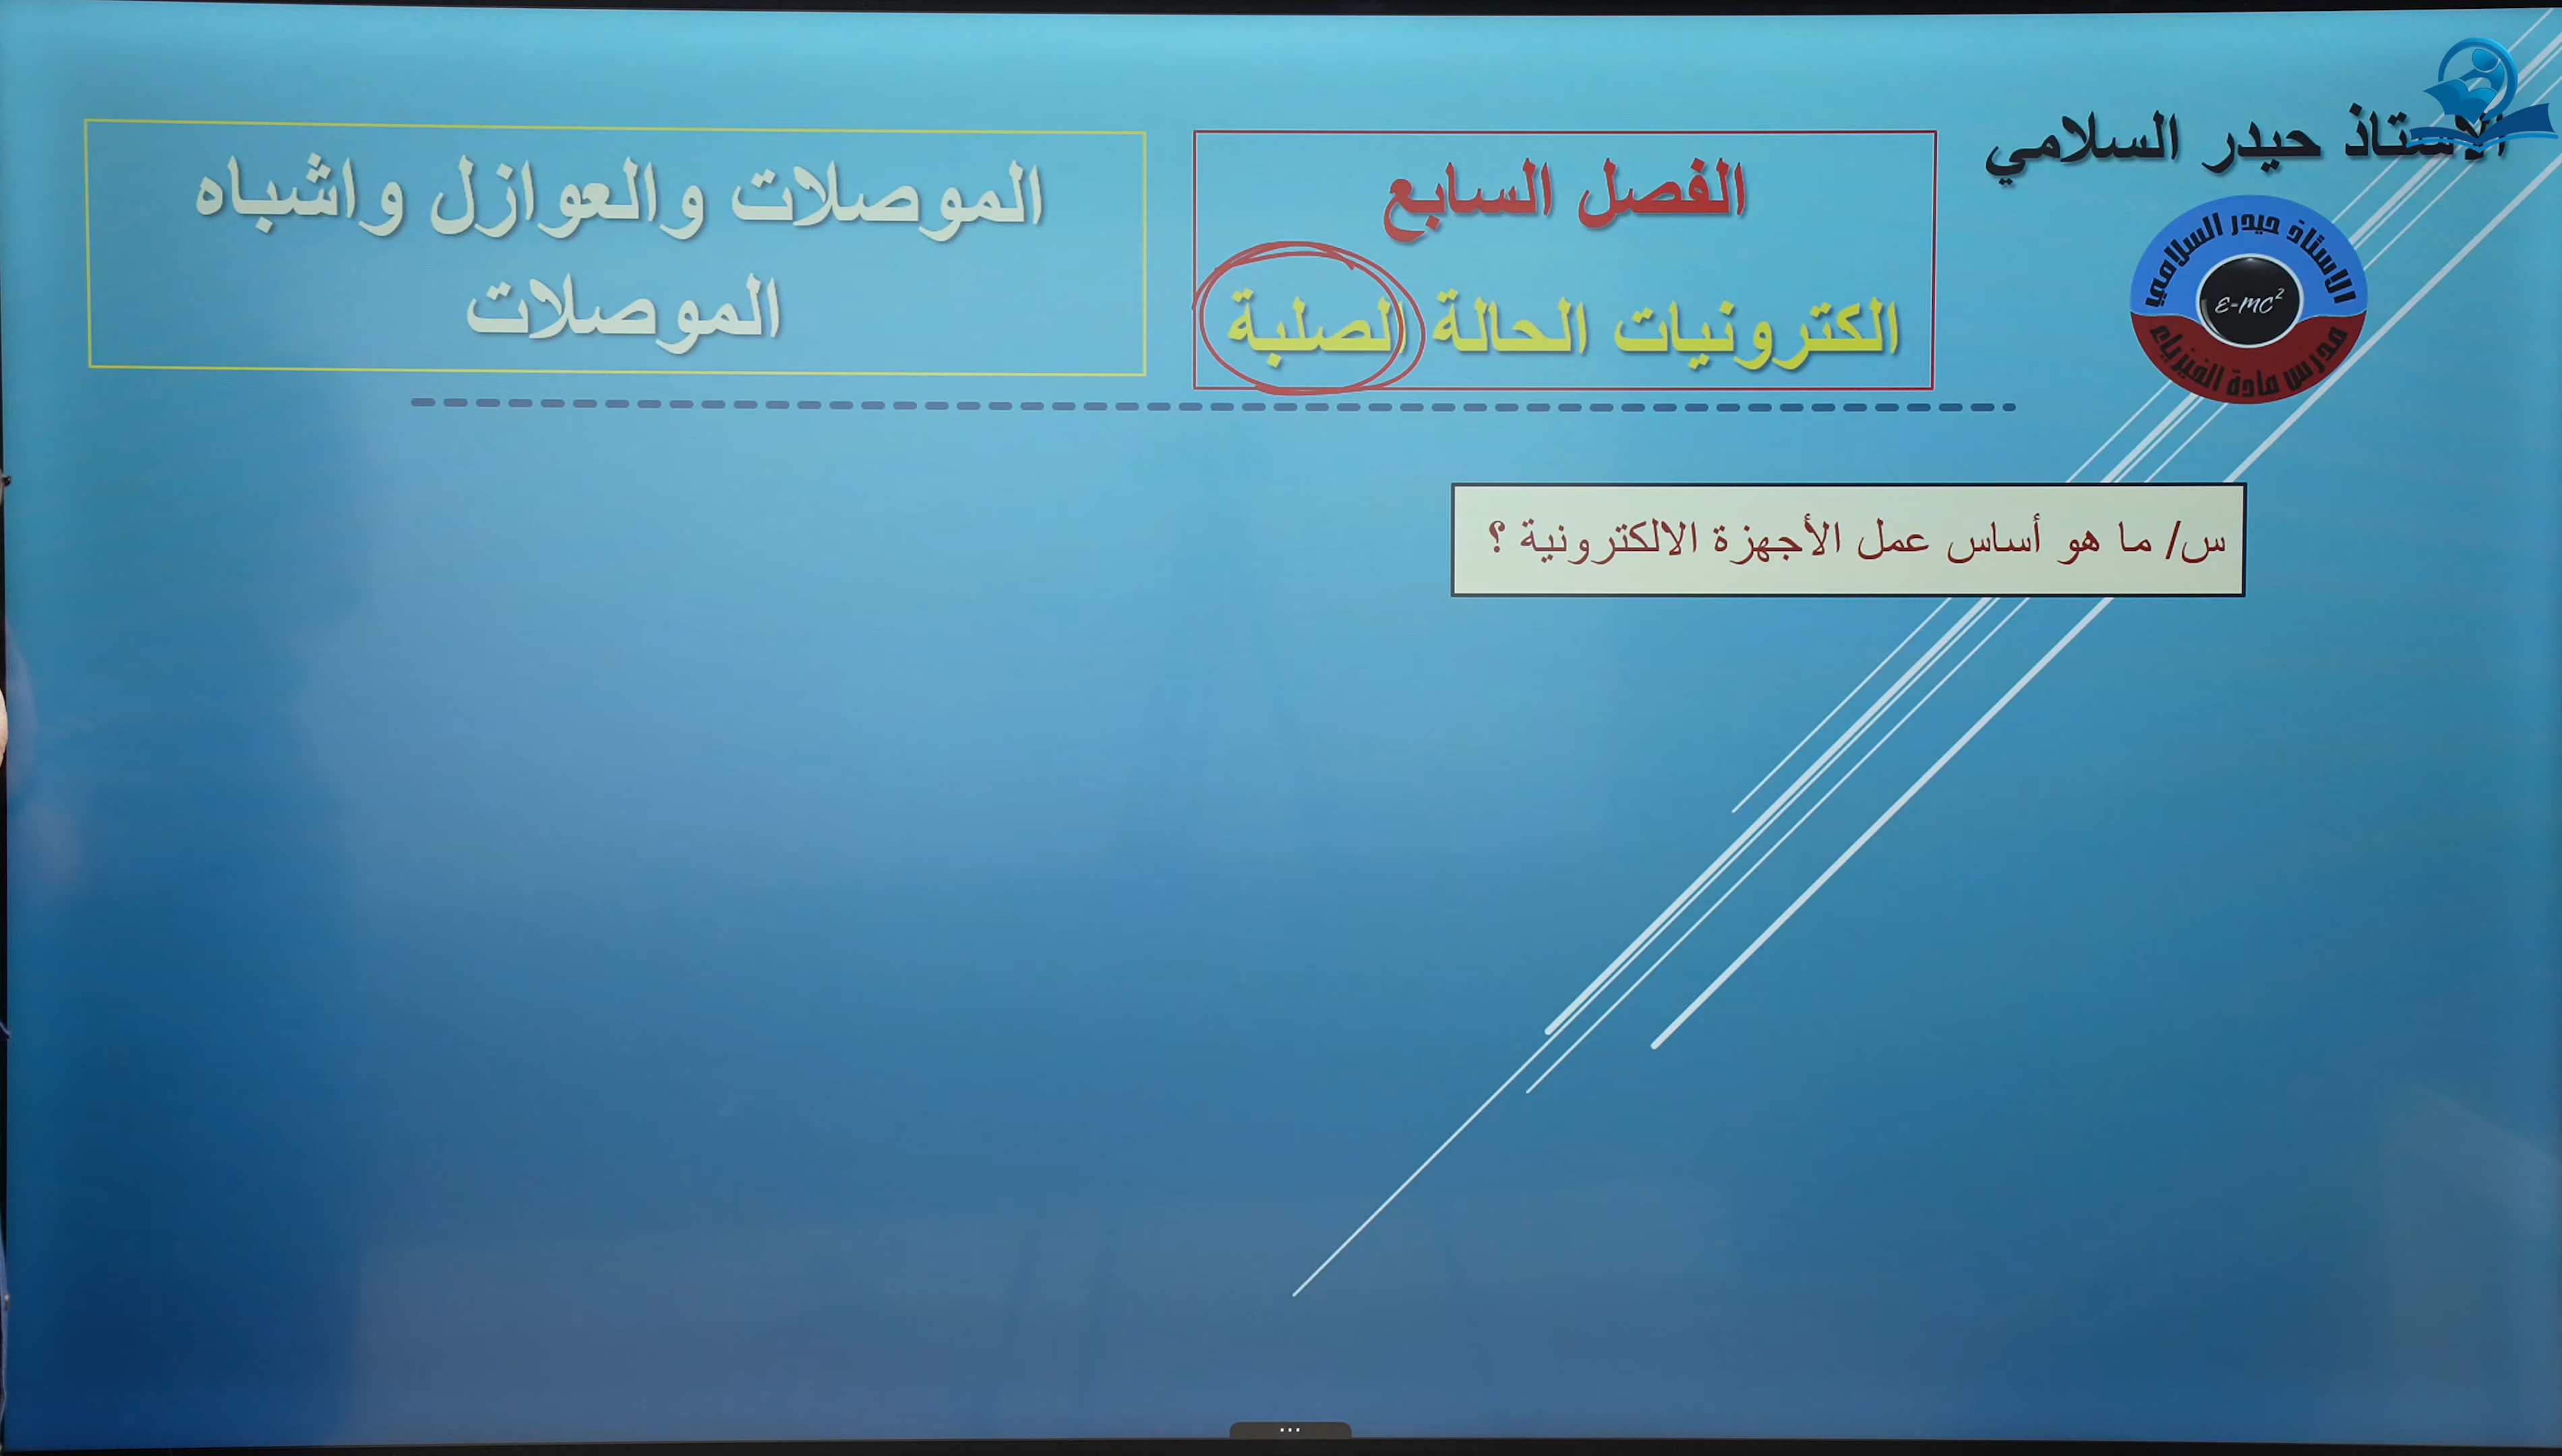 الاستاذ حيدر السلامي
الفصل السابع
الكترونيات الحالة الصلبة
الموصلات والعوازل واشباه
الموصلات
الاستاذ حيدر السلامي
ε=mc²
مدرس مادة الفيزياء
س/ ما هو أساس عمل الأجهزة الالكترونية ؟